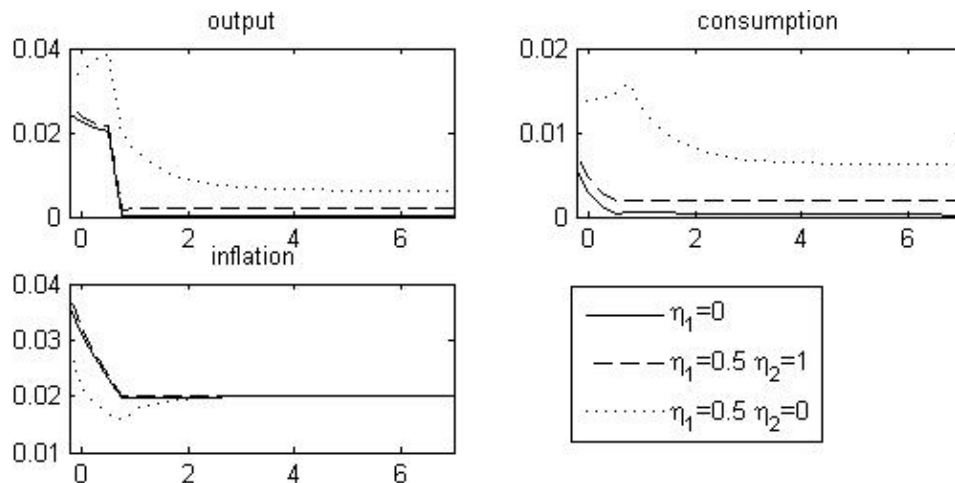 output
0.04
0.02
0
0 2 4 6
consumption
0.02
0.01
0
0 2 4 6
inflation
0.04
0.03
0.02
0.01
0 2 4 6
η₁=0
η₁=0.5 η₂=1
η₁=0.5 η₂=0